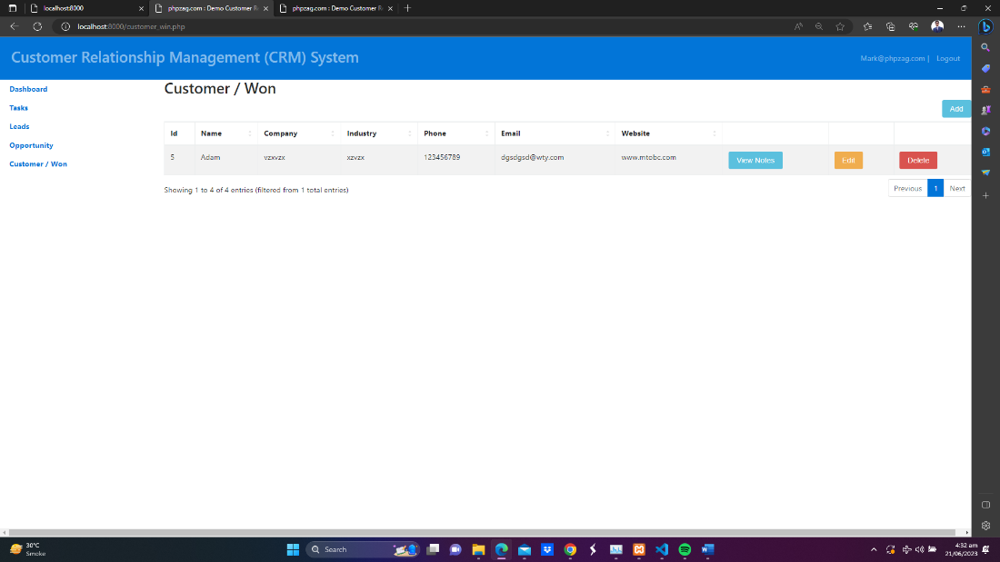 localhost:8000
phpzag.com : Demo Customer R
phpzag.com : Demo Customer R
localhost:8000/customer_win.php
Customer Relationship Management (CRM) System
Mark@phpzag.com | Logout
Dashboard
Tasks
Leads
Opportunity
Customer / Won
Customer / Won
Add
Id Name Company Industry Phone Email Website
5 Adam vzxvzx xzvzx 123456789 dgsdgsd@wty.com www.mtobc.com View Notes Edit Delete
Showing 1 to 4 of 4 entries (filtered from 1 total entries)
Previous 1 Next
30°C
Smoke
Search
4:32 am
21/06/2023